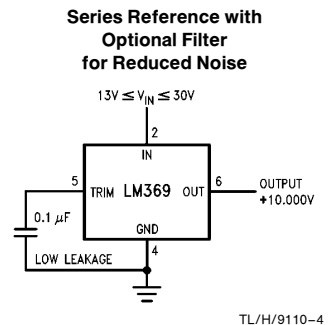 Series Reference with
Optional Filter
for Reduced Noise
13V ≤ VIN ≤ 30V
2
IN
5
TRIM LM369 OUT
6
OUTPUT
+10.000V
0.1 μF
GND
LOW LEAKAGE
4
TL/H/9110–4